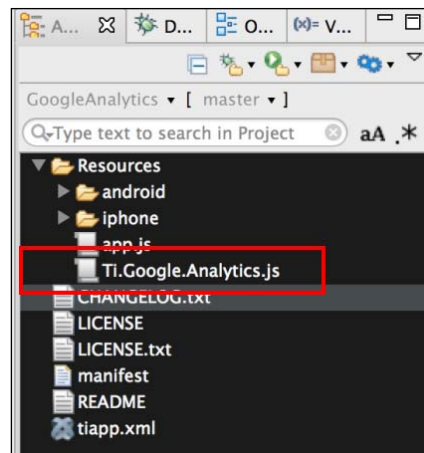 A... D... O... (x)= V...
GoogleAnalytics ▾ [ master ▾ ]
Type text to search in Project aA .*
Resources
android
iphone
app.js
Ti.Google.Analytics.js
CHANGELOG.txt
LICENSE
LICENSE.txt
manifest
README
tiapp.xml